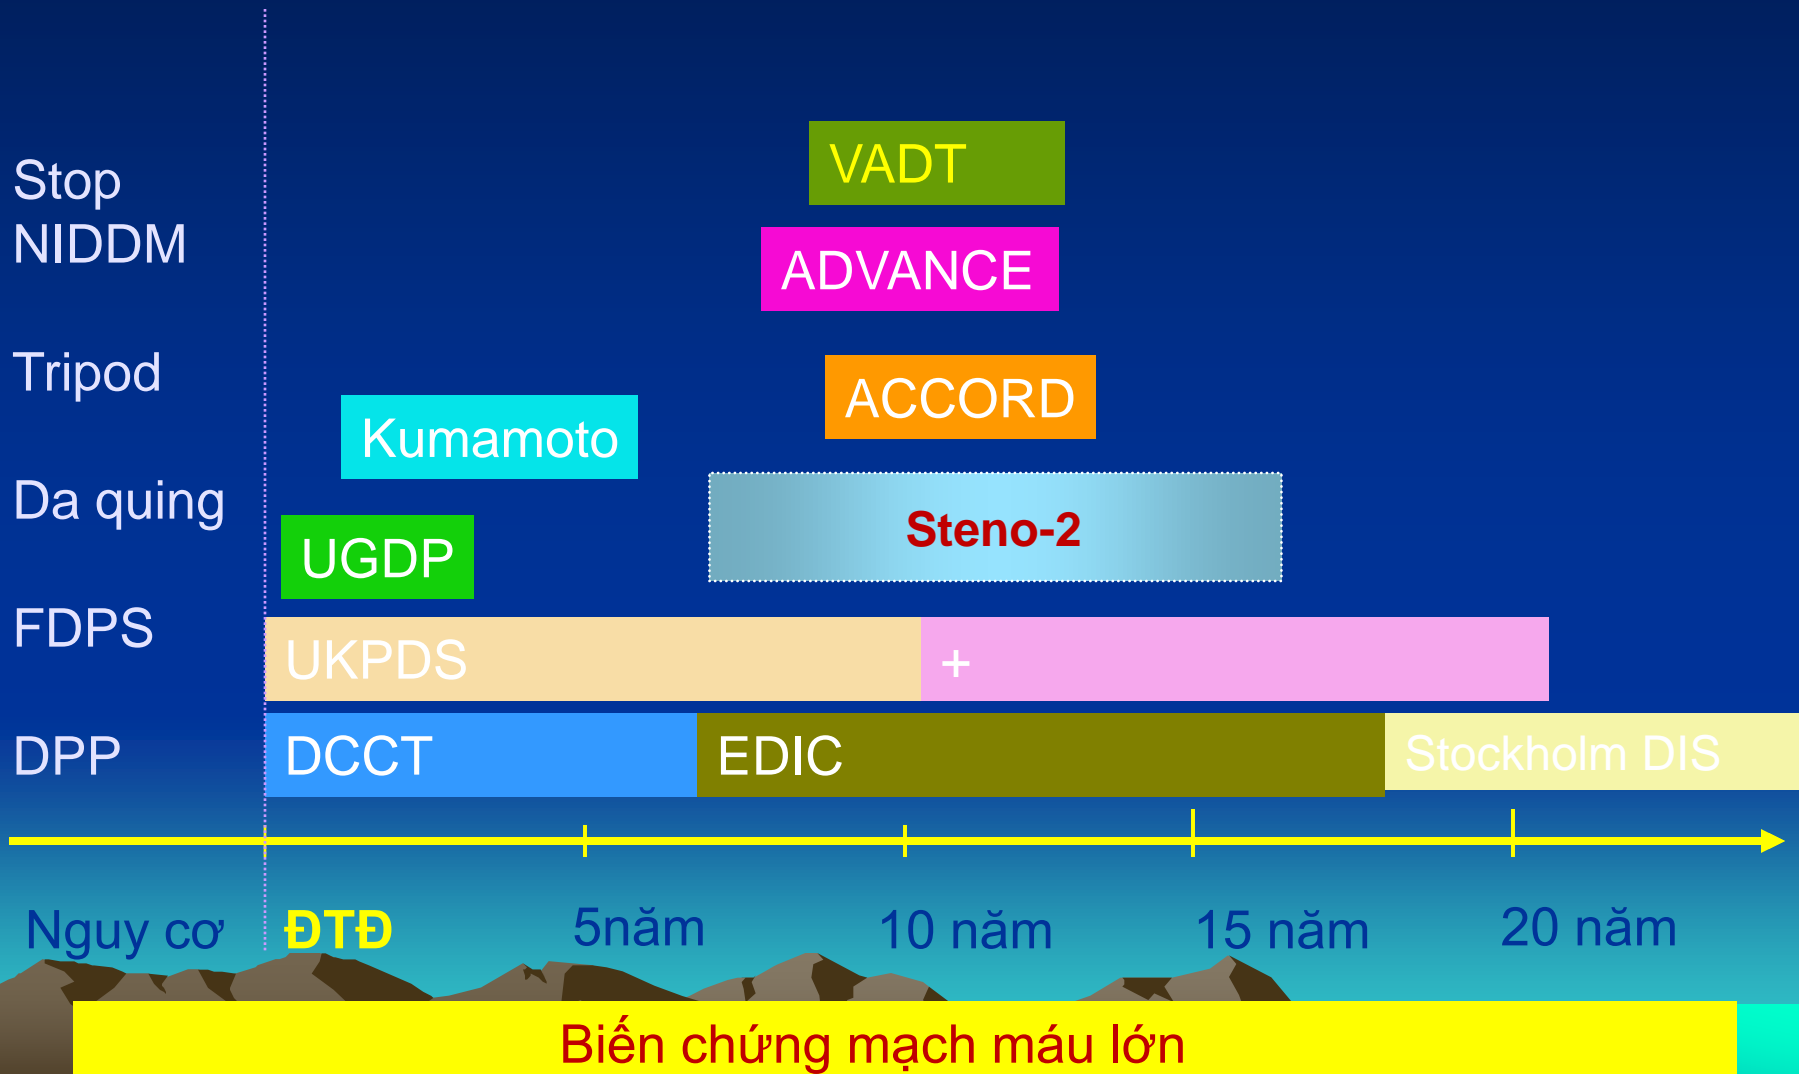 VADT
Stop
NIDDM
ADVANCE
Tripod
ACCORD
Kumamoto
Da quing
Steno-2
UGDP
FDPS
UKPDS +
DPP DCCT EDIC Stockholm DIS
Nguy cơ ĐTĐ 5năm 10 năm 15 năm 20 năm
Biến chứng mạch máu lớn